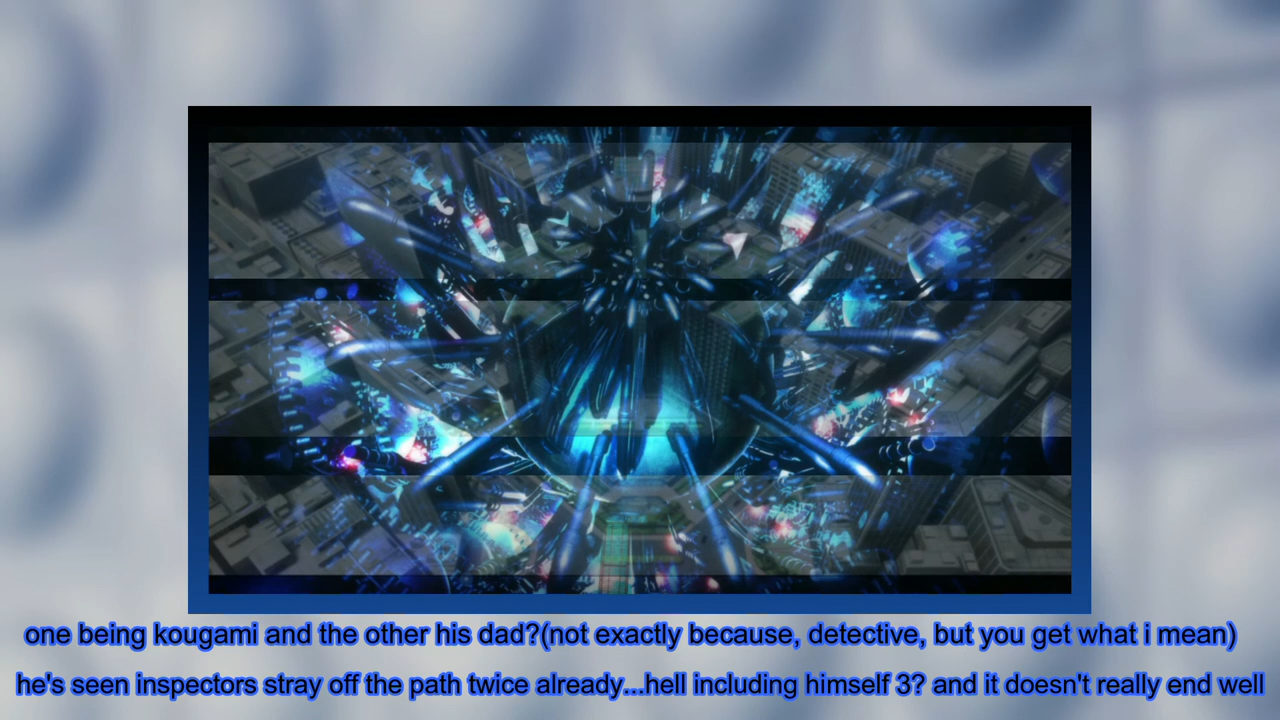 one being kougami and the other his dad?(not exactly because, detective, but you get what i mean)
he's seen inspectors stray off the path twice already...hell including himself 3? and it doesn't really end well